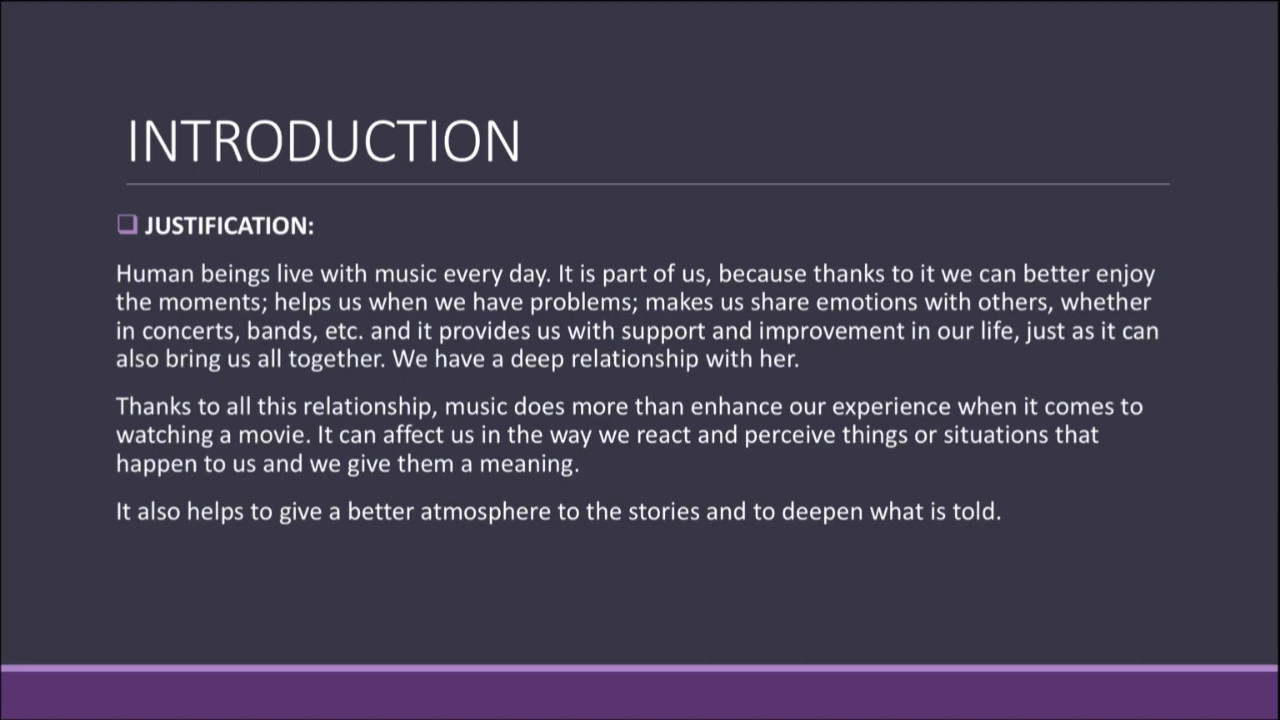 INTRODUCTION
JUSTIFICATION:
Human beings live with music every day. It is part of us, because thanks to it we can better enjoy
the moments; helps us when we have problems; makes us share emotions with others, whether
in concerts, bands, etc. and it provides us with support and improvement in our life, just as it can
also bring us all together. We have a deep relationship with her.
Thanks to all this relationship, music does more than enhance our experience when it comes to
watching a movie. It can affect us in the way we react and perceive things or situations that
happen to us and we give them a meaning.
It also helps to give a better atmosphere to the stories and to deepen what is told.